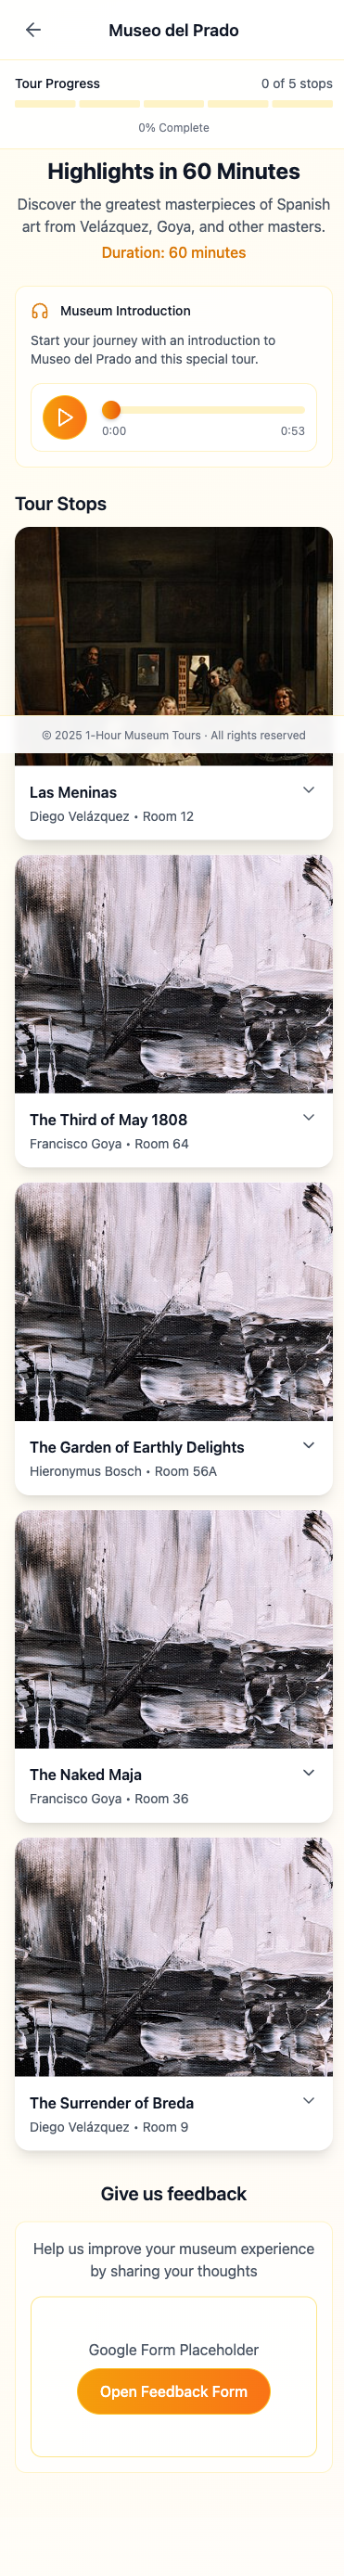 Museo del Prado
Tour Progress 0 of 5 stops
0% Complete
Highlights in 60 Minutes
Discover the greatest masterpieces of Spanish
art from Velázquez, Goya, and other masters.
Duration: 60 minutes
Museum Introduction
Start your journey with an introduction to
Museo del Prado and this special tour.
0:00 0:53
Tour Stops
© 2025 1-Hour Museum Tours · All rights reserved
Las Meninas
Diego Velázquez • Room 12
The Third of May 1808
Francisco Goya • Room 64
The Garden of Earthly Delights
Hieronymus Bosch • Room 56A
The Naked Maja
Francisco Goya • Room 36
The Surrender of Breda
Diego Velázquez • Room 9
Give us feedback
Help us improve your museum experience
by sharing your thoughts
Google Form Placeholder
Open Feedback Form